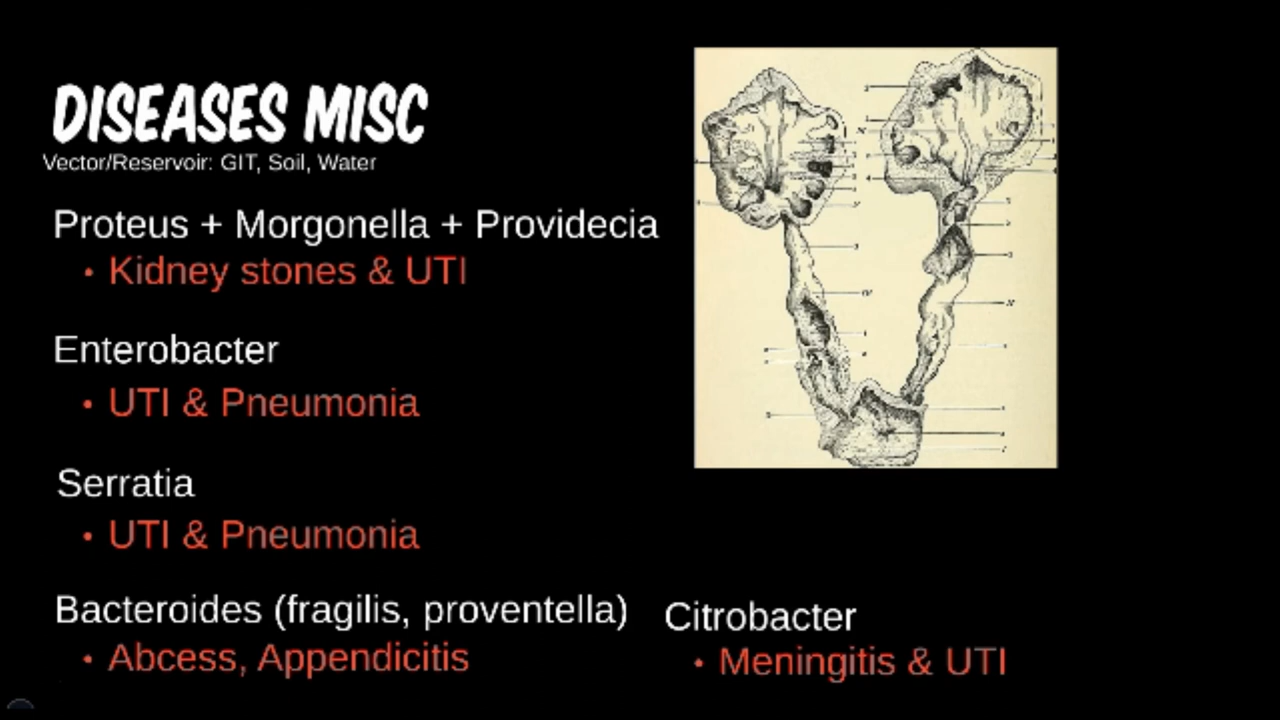 DISEASES MISC
Vector/Reservoir: GIT, Soil, Water
Proteus + Morgonella + Providecia
• Kidney stones & UTI
Enterobacter
• UTI & Pneumonia
Serratia
• UTI & Pneumonia
Bacteroides (fragilis, proventella)
• Abcess, Appendicitis
Citrobacter
• Meningitis & UTI